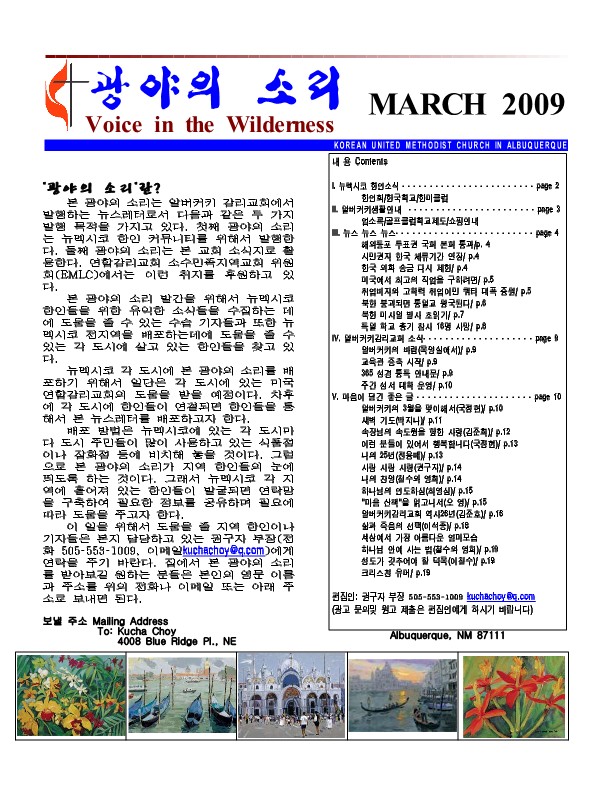 광야의 소리
Voice in the Wilderness
MARCH 2009
KOREAN UNITED METHODIST CHURCH IN ALBUQUERQUE
"광야의 소리"란?
본 광야의 소리는 알버커키 감리교회에서
발행하는 뉴스레터로서 다음과 같은 두 가지
발행 목적을 가지고 있다. 첫째 광야의 소리
는 뉴멕시코 한인 커뮤니티를 위해서 발행한
다. 둘째 광야의 소리는 본 교회 소식지로 활
용한다. 연합감리교회 소수민족지역교회 위원
회(EMLC)에서는 이런 취지를 후원하고 있
다.
본 광야의 소리 발간을 위해서 뉴멕시코
한인들을 위한 유익한 소식들을 수집하는 데
에 도움을 줄 수 있는 수습 기자들과 또한 뉴
멕시코 전지역을 배포하는데에 도움을 줄 수
있는 각 도시에 살고 있는 한인들을 찾고 있
다.
뉴멕시코 각 도시에 본 광야의 소리를 배
포하기 위해서 일단은 각 도시에 있는 미국
연합감리교회의 도움을 받을 예정이다. 차후
에 각 도시에 한인들이 연결되면 한인들을 통
해서 본 뉴스레터를 배포하고자 한다.
배포 방법은 뉴멕시코에 있는 각 도시마
다 도시 주민들이 많이 사용하고 있는 식품점
이나 잡화점 등에 비치해 놓을 것이다. 그럼
으로 본 광야의 소리가 지역 한인들의 눈에
띄도록 하는 것이다. 그래서 뉴멕시코 각 지
역에 흩어져 있는 한인들이 발굴되면 연락망
을 구축하여 필요한 정보를 공유하며 필요에
따라 도움을 주고자 한다.
이 일을 위해서 도움을 줄 지역 한인이나
기자들은 본지 담당하고 있는 권구자 부장(전
화 505-553-1009, 이메일kuchachoy@q.com)에게
연락을 주기 바란다. 집에서 본 광야의 소리
를 받아보길 원하는 분들은 본인의 영문 이름
과 주소를 위의 전화나 이메일 또는 아래 주
소로 보내면 된다.
보낼 주소 Mailing Address
To: Kucha Choy
4008 Blue Ridge Pl., NE
Albuquerque, NM 87111
내 용 Contents
I. 뉴멕시코 한인소식 page 2
한인회/한국학교/한미클럽
II. 알버커키생활안내 page 3
업소록/골프클럽학교제도/쇼핑안내
III. 뉴스 뉴스 뉴스 page 4
해외동포 투표권 국회 본회 통과/p. 4
시민권자 한국 체류기간 연장/ p.4
한국 의회 송금 다시 제한/ p.4
미국에서 최고의 직업을 구하려면/ p.5
취업비자의 고학력 취업이민 쿼터 대폭 증원/ p.5
북한 붕괴되면 통일교 왕국된다/ p.6
북한 미사일 발사 초읽기/ p.7
독일 학교 총기 참사 16명 사망/ p.8
IV. 알버커키감리교회 소식 page 9
알버커키의 바람(목양실에서)/ p.9
교육관 증축 시작/ p.9
365 성경 통독 안내문/ p.9
주간 성서 대학 운영/ p.10
V. 마음에 담긴 좋은 글 page 10
알버커키의 3월을 맞이해서(국정현)/ p.10
새벽 기도(박지나)/ p.11
속장님의 속도원을 향한 사랑(김준희)/ p.12
이런 분들이 있어서 행복합니다(국정현)/ p.13
나의 25년(전음혜)/ p.13
사람 사람 사랑(권구자)/ p.14
나의 찬양(철수와 영희)/ p.14
하나님의 인도하심(최영심)/ p.15
"마음 산책"을 읽고나서(오 영)/ p.15
알버커키감리교회 역사26년(김준호)/ p.16
삶과 죽음의 선택(이석종)/ p.18
세상에서 가장 아름다운 열매모습
하나님 안에 사는 법(철수의 영희)/ p.19
성도가 갖추어야 할 덕목(이철수)/ p.19
크리스천 유머/ p.19
편집인: 권구자 부장 505-553-1009 kuchachoy@q.com
(광고 문의및 원고 제출은 편집인에게 하시기 바랍니다)